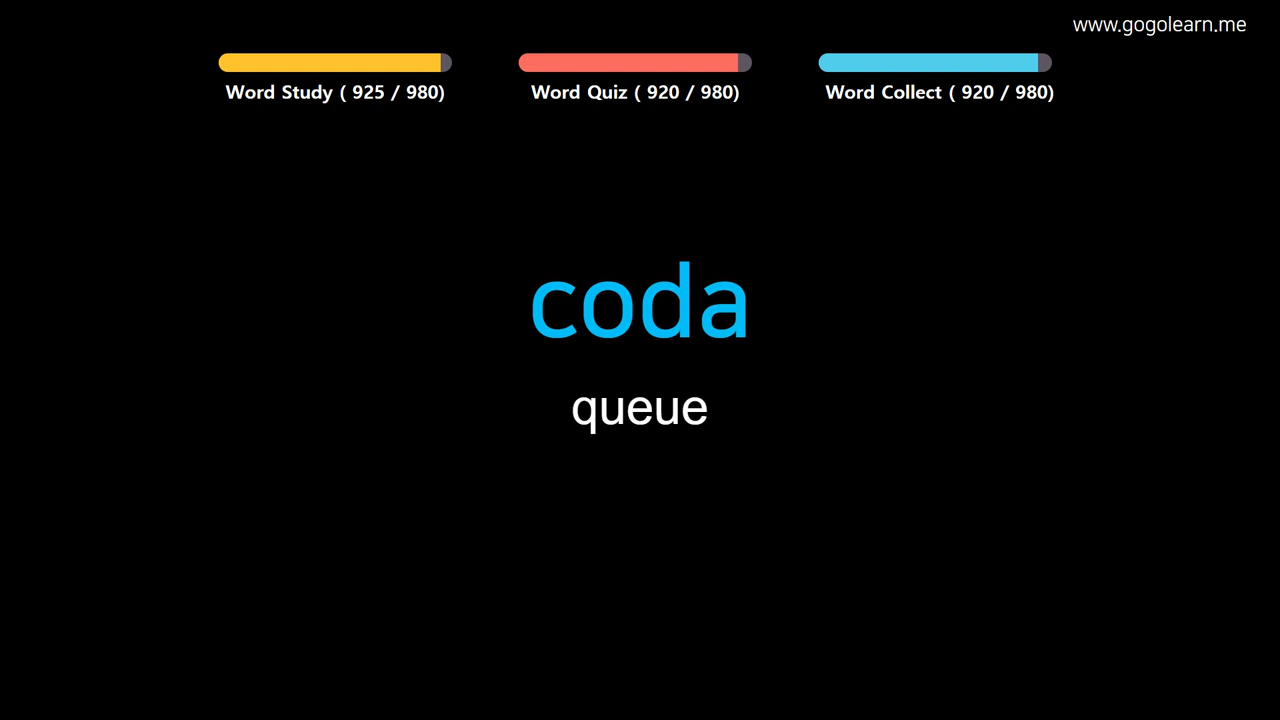 www.gogolearn.me
Word Study ( 925 / 980)
Word Quiz ( 920 / 980)
Word Collect ( 920 / 980)
coda
queue